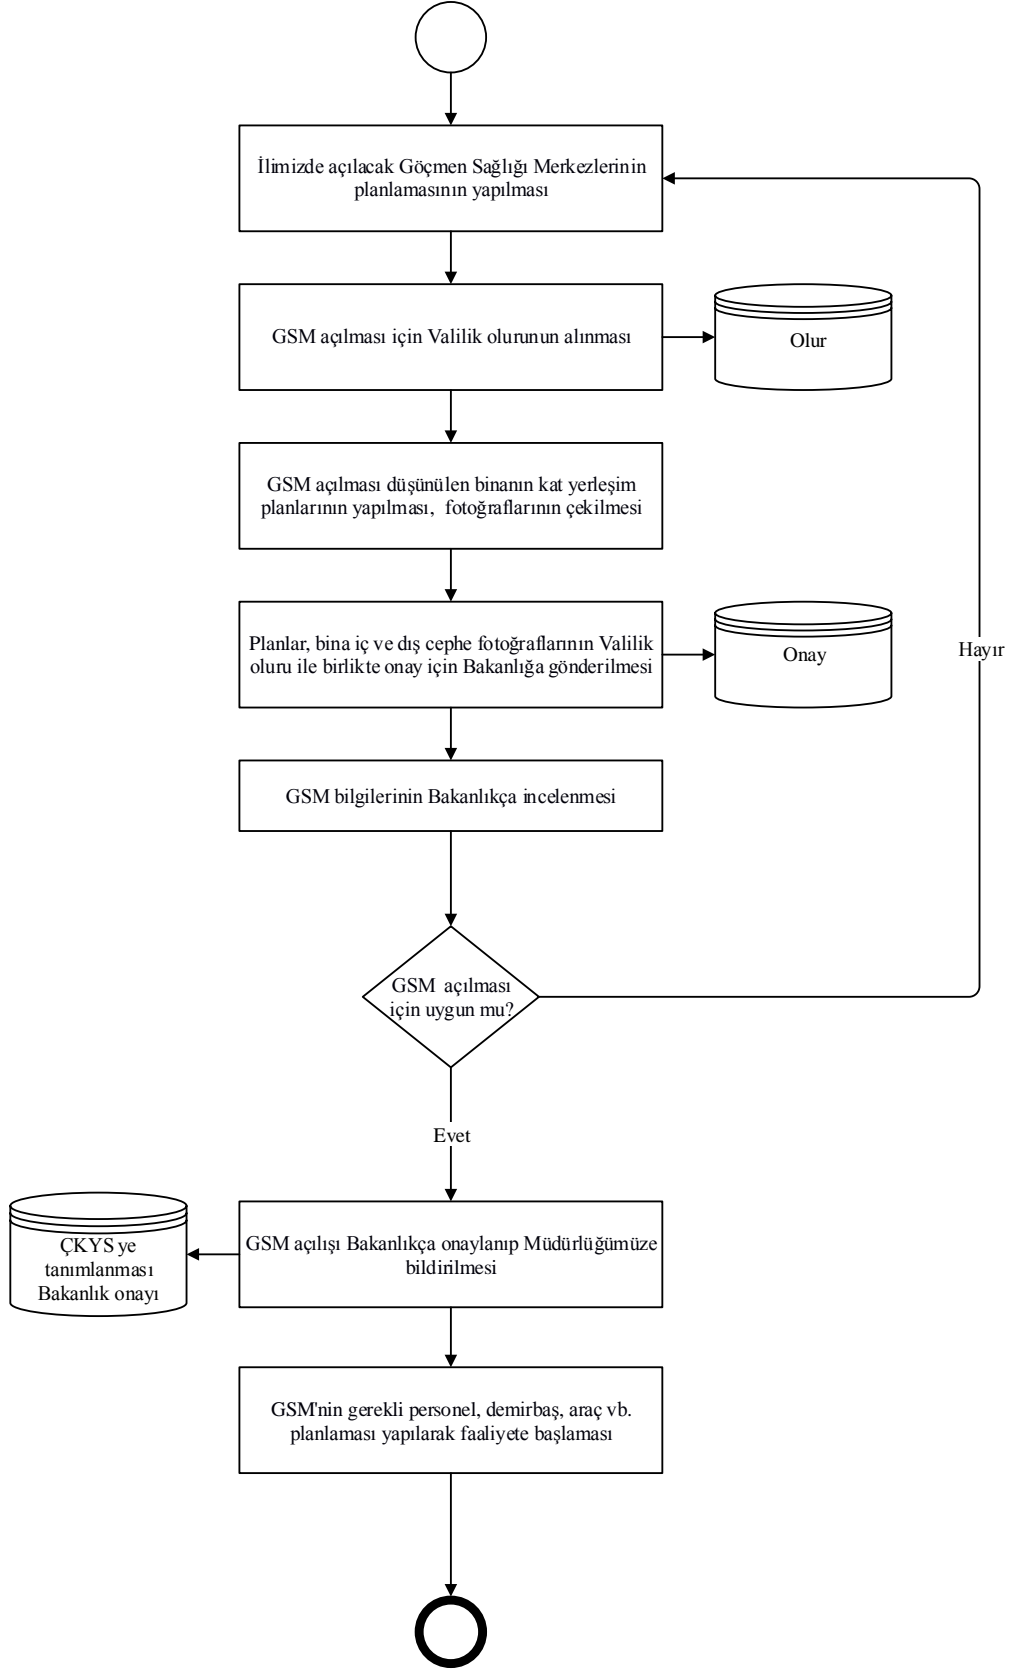 İlimizde açılacak Göçmen Sağlığı Merkezlerinin
planlamasının yapılması
GSM açılması için Valilik olurunun alınması
Olur
GSM açılması düşünülen binanın kat yerleşim
planlarının yapılması, fotoğraflarının çekilmesi
Planlar, bina iç ve dış cephe fotoğraflarının Valilik
oluru ile birlikte onay için Bakanlığa gönderilmesi
Onay
Hayır
GSM bilgilerinin Bakanlıkça incelenmesi
GSM açılması
için uygun mu?
Evet
GSM açılışı Bakanlıkça onaylanıp Müdürlüğümüze
bildirilmesi
ÇKYS ye
tanımlanması
Bakanlık onayı
GSM'nin gerekli personel, demirbaş, araç vb.
planlaması yapılarak faaliyete başlaması